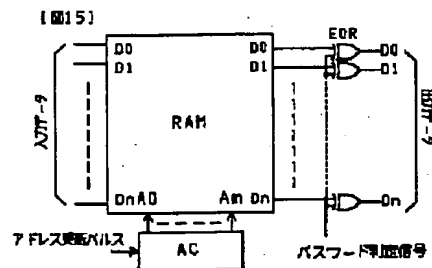 【図15】
EOR
D0 D0 D0
D1 D1 D1
RAM
入力データ
出力データ
Dn A0 Am Dn Dn
アドレス更新パルス
AC
パスワード判定信号